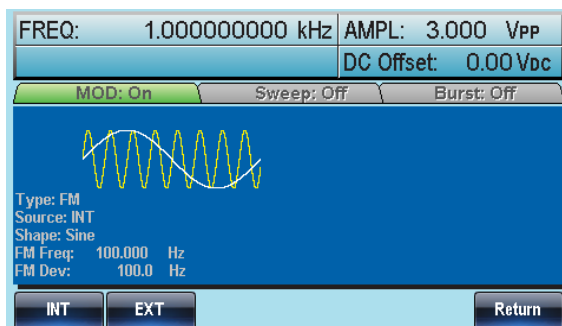 FREQ: 1.000000000 kHz AMPL: 3.000 VPP
DC Offset: 0.00 VDC
MOD: On Sweep: Off Burst: Off
Type: FM
Source: INT
Shape: Sine
FM Freq: 100.000 Hz
FM Dev: 100.0 Hz
INT EXT Return